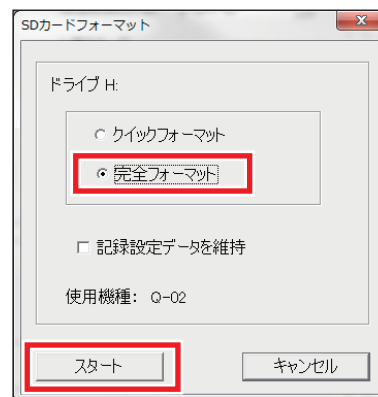 SDカードフォーマット
ドライブ H:
クイックフォーマット
完全フォーマット
記録設定データを維持
使用機種： Q-02
スタート
キャンセル